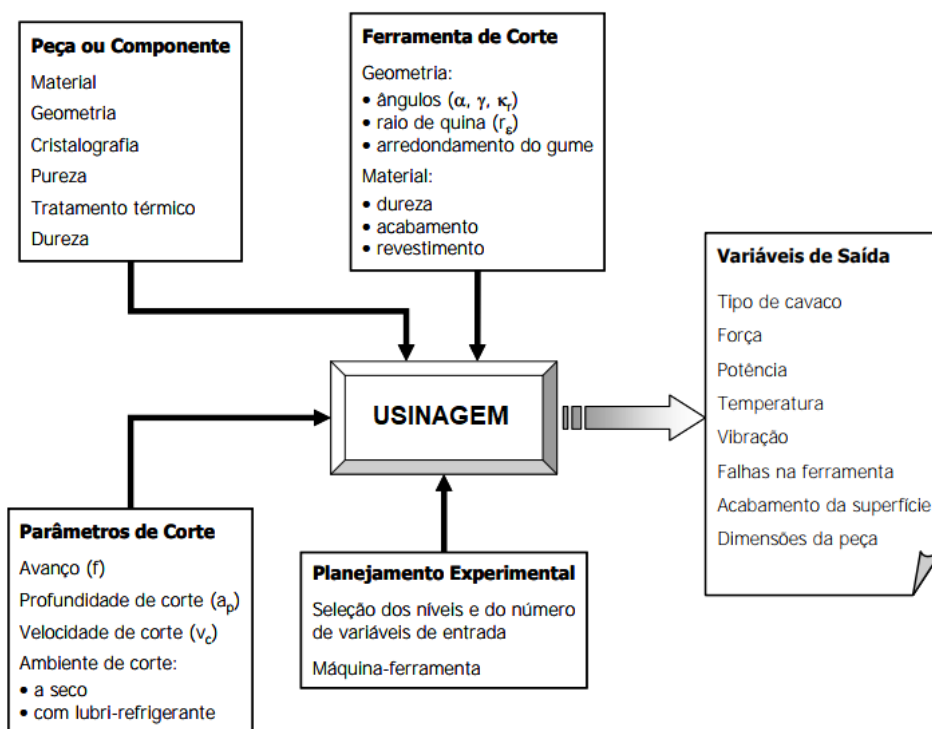 Peça ou Componente
Material
Geometria
Cristalografia
Pureza
Tratamento térmico
Dureza
Ferramenta de Corte
Geometria:
• ângulos (α, γ, κr)
• raio de quina (rε)
• arredondamento do gume
Material:
• dureza
• acabamento
• revestimento
USINAGEM
Variáveis de Saída
Tipo de cavaco
Força
Potência
Temperatura
Vibração
Falhas na ferramenta
Acabamento da superfície
Dimensões da peça
Parâmetros de Corte
Avanço (f)
Profundidade de corte (ap)
Velocidade de corte (vc)
Ambiente de corte:
• a seco
• com lubri-refrigerante
Planejamento Experimental
Seleção dos níveis e do número
de variáveis de entrada
Máquina-ferramenta